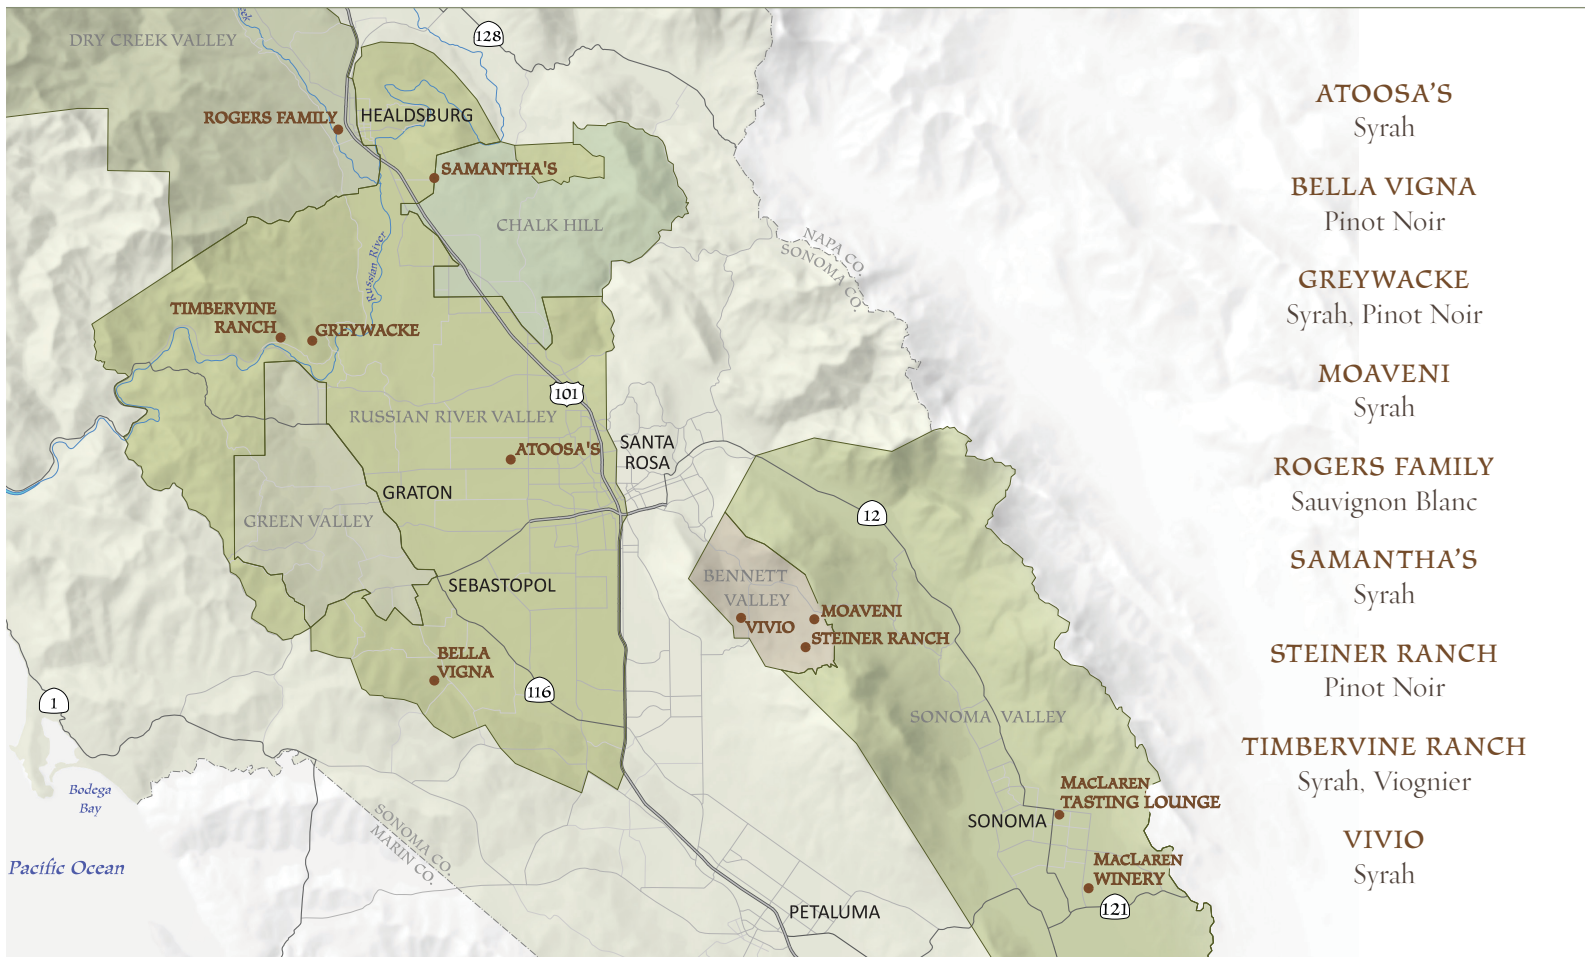 DRY CREEK VALLEY
128
ROGERS FAMILY
HEALDSBURG
SAMANTHA'S
CHALK HILL
NAPA CO.
SONOMA CO.
Russian River
TIMBERVINE
RANCH
GREYWACKE
101
RUSSIAN RIVER VALLEY
ATOOSA'S
SANTA
ROSA
GRATON
GREEN VALLEY
12
SEBASTOPOL
BENNETT
VALLEY
VIVIO
MOAVENI
STEINER RANCH
BELLA
VIGNA
116
1
SONOMA VALLEY
Bodega
Bay
MACLAREN
TASTING LOUNGE
SONOMA
SONOMA CO.
MARIN CO.
Pacific Ocean
MACLAREN
WINERY
121
PETALUMA
ATOOSA’S
Syrah
BELLA VIGNA
Pinot Noir
GREYWACKE
Syrah, Pinot Noir
MOAVENI
Syrah
ROGERS FAMILY
Sauvignon Blanc
SAMANTHA’S
Syrah
STEINER RANCH
Pinot Noir
TIMBERVINE RANCH
Syrah, Viognier
VIVIO
Syrah